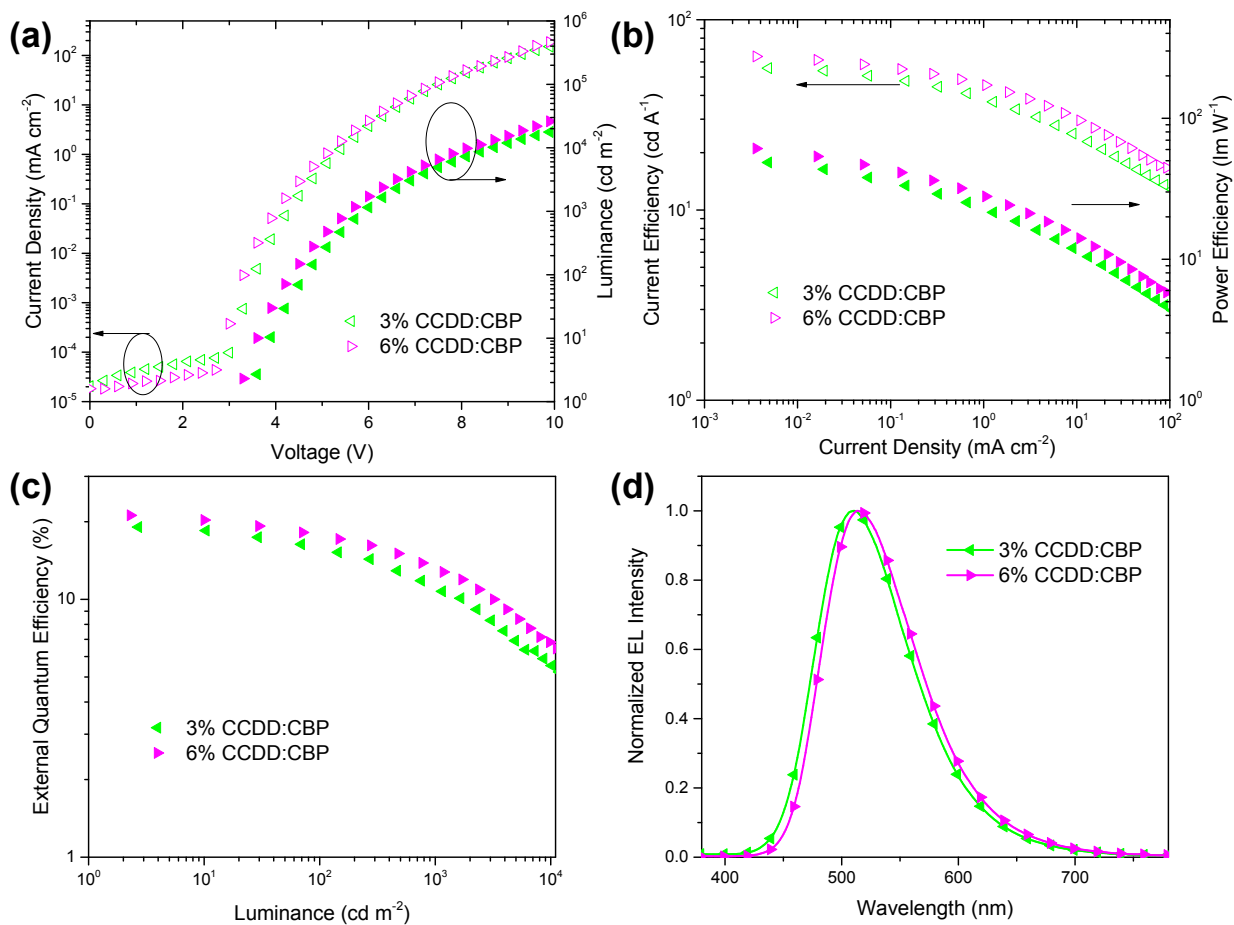 (a)
10² 10¹ 10⁰ 10⁻¹ 10⁻² 10⁻³ 10⁻⁴ 10⁻⁵
Current Density (mA cm⁻²)
10⁶ 10⁵ 10⁴ 10³ 10² 10¹ 10⁰
Luminance (cd m⁻²)
3% CCDD:CBP
6% CCDD:CBP
0 2 4 6 8 10
Voltage (V)
(b)
10² 10¹ 10⁰
Current Efficiency (cd A⁻¹)
10² 10¹ 10⁰
Power Efficiency (lm W⁻¹)
3% CCDD:CBP
6% CCDD:CBP
10⁻³ 10⁻² 10⁻¹ 10⁰ 10¹ 10²
Current Density (mA cm⁻²)
(c)
10 1
External Quantum Efficiency (%)
3% CCDD:CBP
6% CCDD:CBP
10⁰ 10¹ 10² 10³ 10⁴
Luminance (cd m⁻²)
(d)
1.0 0.8 0.6 0.4 0.2 0.0
Normalized EL Intensity
3% CCDD:CBP
6% CCDD:CBP
400 500 600 700
Wavelength (nm)